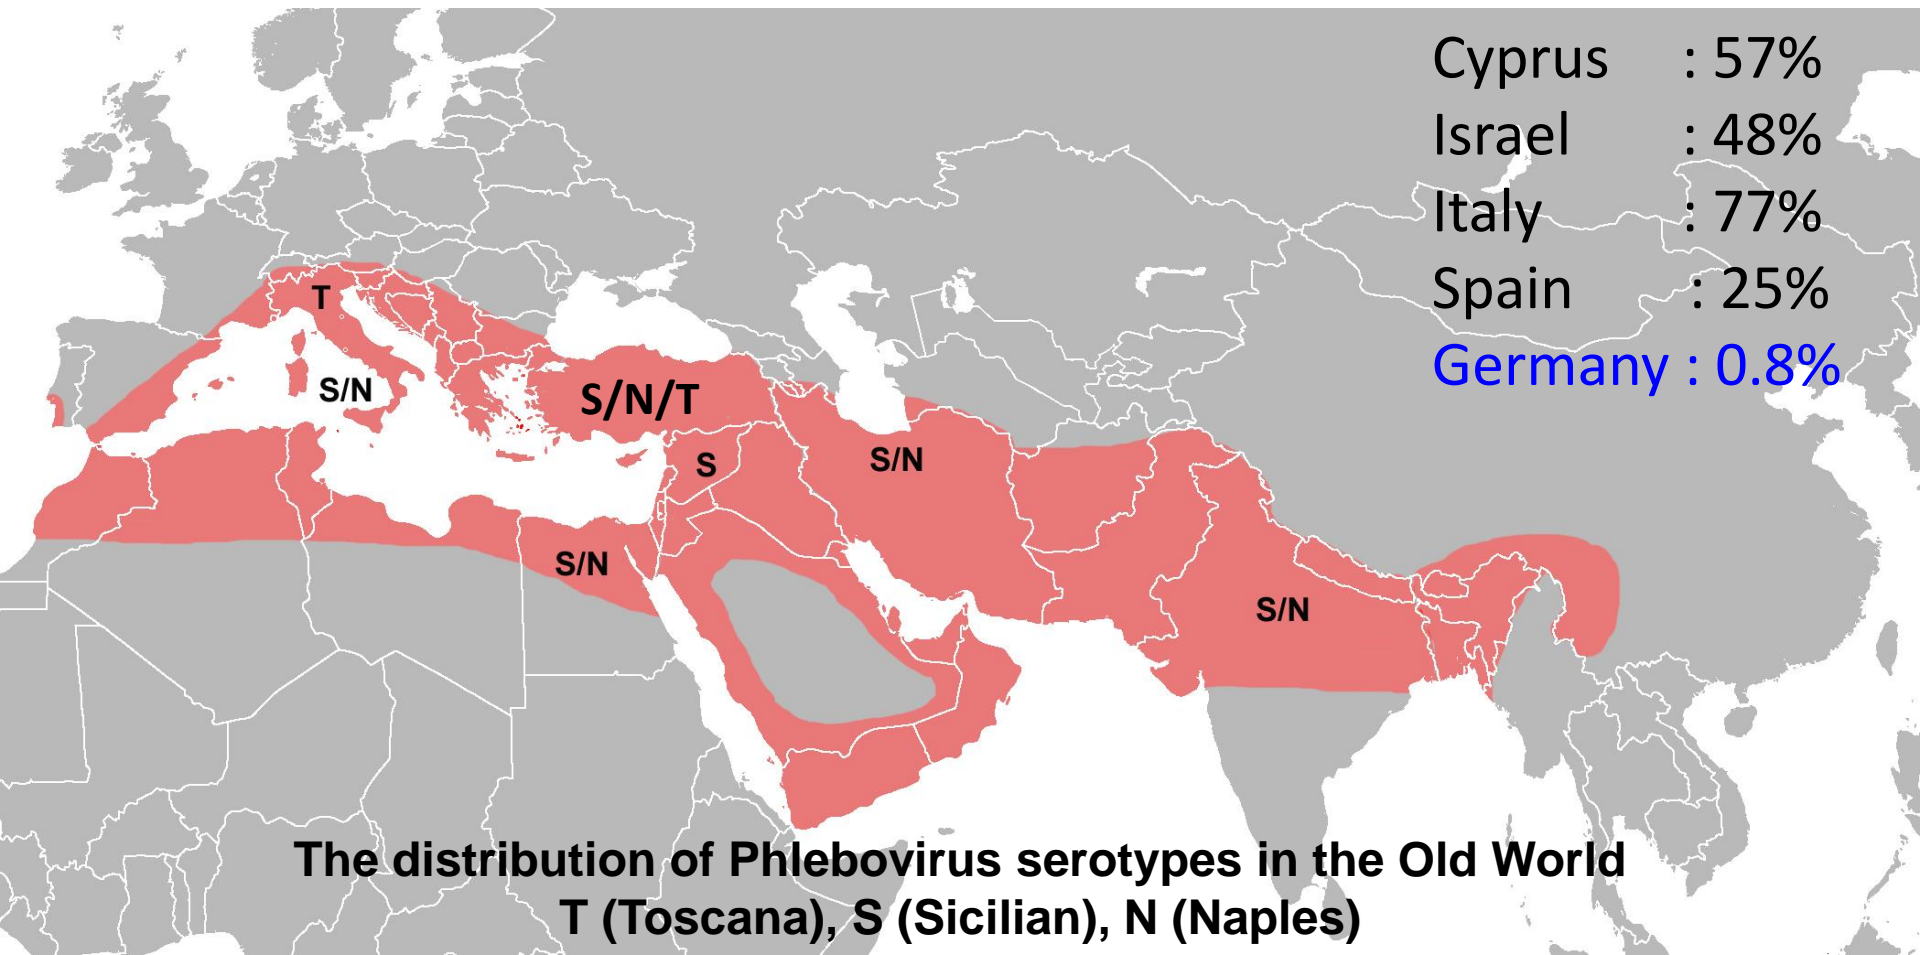 Cyprus : 57%
Israel : 48%
Italy : 77%
Spain : 25%
Germany : 0.8%
T
S/N
S/N/T
S
S/N
S/N
S/N
The distribution of Phlebovirus serotypes in the Old World
T (Toscana), S (Sicilian), N (Naples)